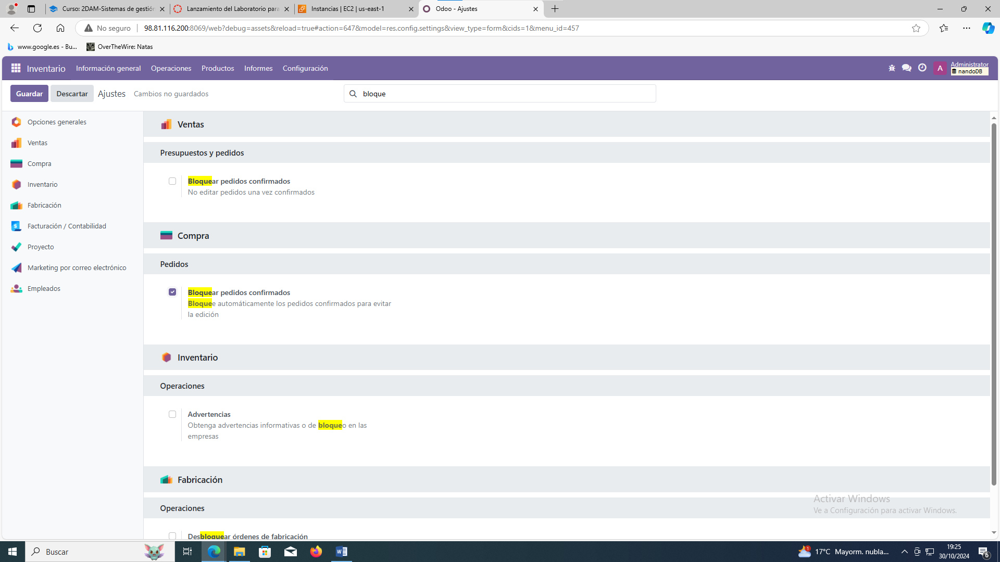 Curso: 2DAM-Sistemas de gestión
Lanzamiento del Laboratorio para
Instancias | EC2 | us-east-1
Odoo - Ajustes
No seguro
98.81.116.200:8069/web?debug=assets&reload=true#action=647&model=res.config.settings&view_type=form&cids=1&menu_id=457
www.google.es - Bu...
OverTheWire: Natas
Inventario
Información general
Operaciones
Productos
Informes
Configuración
A
Administrator
nandoDB
Guardar
Descartar
Ajustes
Cambios no guardados
bloque
Opciones generales
Ventas
Compra
Inventario
Fabricación
Facturación / Contabilidad
Proyecto
Marketing por correo electrónico
Empleados
Ventas
Presupuestos y pedidos
Bloquear pedidos confirmados
No editar pedidos una vez confirmados
Compra
Pedidos
Bloquear pedidos confirmados
Bloquee automáticamente los pedidos confirmados para evitar
la edición
Inventario
Operaciones
Advertencias
Obtenga advertencias informativas o de bloqueo en las
empresas
Fabricación
Operaciones
Desbloquear órdenes de fabricación
Activar Windows
Ve a Configuración para activar Windows.
Buscar
1
17°C Mayorm. nubla...
19:25
30/10/2024
6